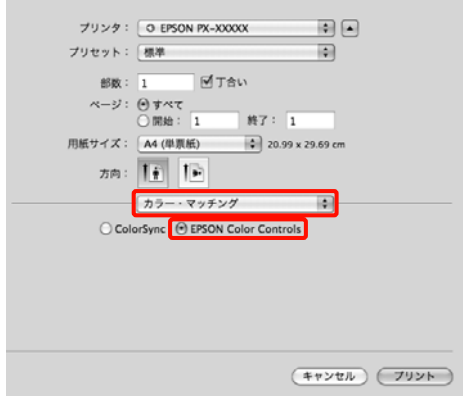 プリンタ： EPSON PX-XXXXX
プリセット： 標準
部数： 1 丁合い
ページ： すべて
開始： 1 終了： 1
用紙サイズ： A4 (単票紙) 20.99 x 29.69 cm
方向：
カラー・マッチング
ColorSync EPSON Color Controls
キャンセル プリント